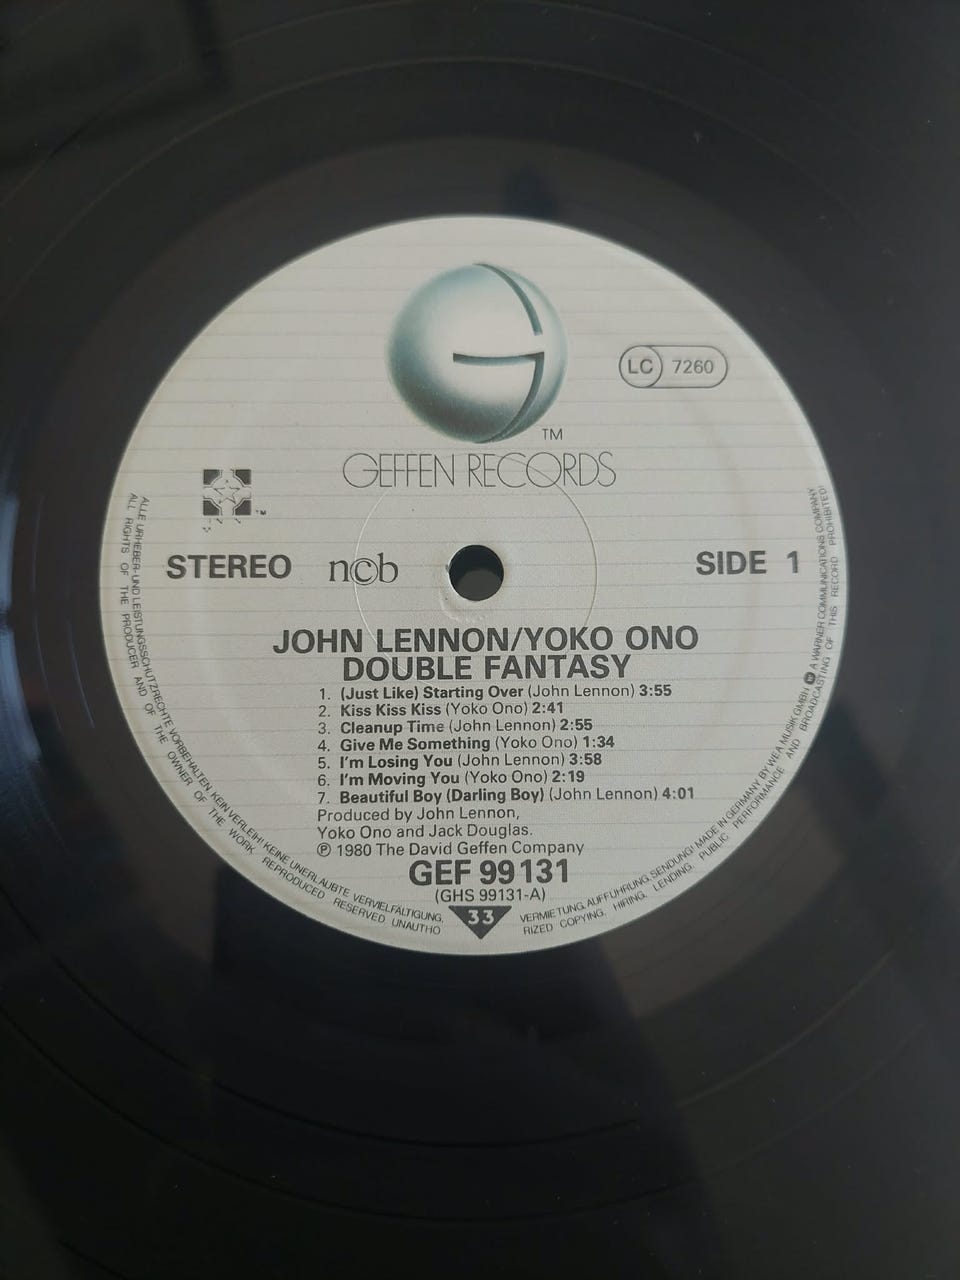 LC 7260
TM
GEFFEN RECORDS
TM
STEREO ncb SIDE 1
JOHN LENNON/YOKO ONO
DOUBLE FANTASY
1. (Just Like) Starting Over (John Lennon) 3:55
2. Kiss Kiss Kiss (Yoko Ono) 2:41
3. Cleanup Time (John Lennon) 2:55
4. Give Me Something (Yoko Ono) 1:34
5. I'm Losing You (John Lennon) 3:58
6. I'm Moving You (Yoko Ono) 2:19
7. Beautiful Boy (Darling Boy) (John Lennon) 4:01
Produced by John Lennon,
Yoko Ono and Jack Douglas.
℗ 1980 The David Geffen Company
GEF 99131
(GHS 99131-A)
33
ALLE URHEBER- UND LEISTUNGSSCHUTZRECHTE VORBEHALTEN. KEIN VERLEIH! KEINE UNERLAUBTE VERVIELFÄLTIGUNG, VERMIETUNG, AUFFÜHRUNG, SENDUNG! MADE IN GERMANY BY WEA MUSIK GMBH A WARNER COMMUNICATIONS COMPANY
ALL RIGHTS OF THE PRODUCER AND OF THE OWNER OF THE WORK REPRODUCED RESERVED UNAUTHORIZED COPYING, HIRING, LENDING, PUBLIC PERFORMANCE AND BROADCASTING OF THIS RECORD PROHIBITED!